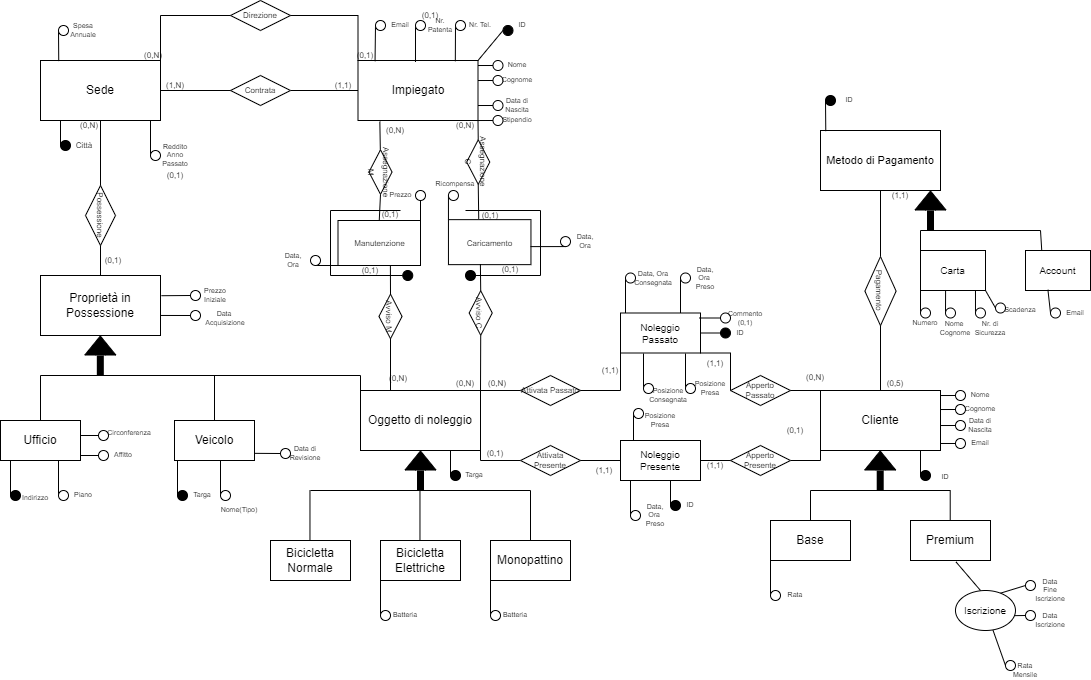 Direzione
Spesa
Annuale
(0,N)
Sede
(1,N)
Contrata
(1,1)
(0,1)
Impiegato
Email
(0,1)
Nr.
Patenta
Nr. Tel.
ID
Nome
Cognome
Data di
Nascita
Stipendio
(0,N)
Città
Reddito
Anno
Passato
(0,1)
Possessione
(0,1)
Proprietà in
Possessione
Prezzo
Iniziale
Data
Acquisizione
(0,N)
(0,N)
Assegnazione
M
Assegnazione
C
Prezzo
Ricompensa
(0,1)
(0,1)
Manutenzione
Caricamento
Data,
Ora
Data,
Ora
(0,1)
(0,1)
Avviso M
Avviso C
(0,N)
(0,N)
(0,N)
Oggetto di noleggio
(0,1)
Targa
Ufficio
Circonferenza
Affitto
Indirizzo
Piano
Veicolo
Data di
Revisione
Targa
Nome(Tipo)
Bicicletta
Normale
Bicicletta
Elettriche
Monopattino
Batteria
Batteria
Attivata Passato
(1,1)
Attivata
Presente
(1,1)
Data, Ora
Consegnata
Data,
Ora
Preso
Noleggio
Passato
Commento
(0,1)
ID
(1,1)
Posizione
Consegnata
Posizione
Presa
Posizione
Presa
Noleggio
Presente
(1,1)
Data,
Ora
Preso
ID
Apperto
Passato
(0,N)
Apperto
Presente
(0,1)
ID
Metodo di Pagamento
(1,1)
Pagamento
(0,5)
Carta
Account
Numero
Nome
Cognome
Nr. di
Sicurezza
Scadenza
Email
Cliente
Nome
Cognome
Data di
Nascita
Email
ID
Base
Rata
Premium
Iscrizione
Data
Fine
Iscrizione
Data
Iscrizione
Rata
Mensile